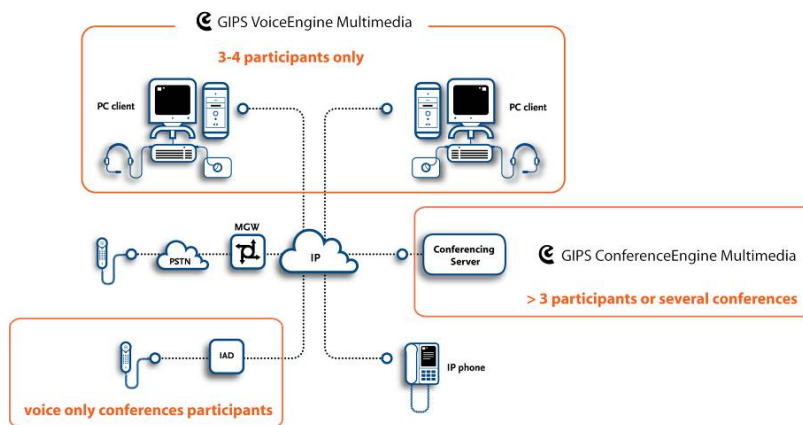 GIPS VoiceEngine Multimedia
3-4 participants only
PC client
PC client
MGW
PSTN
IP
Conferencing
Server
GIPS ConferenceEngine Multimedia
> 3 participants or several conferences
IAD
IP phone
voice only conferences participants